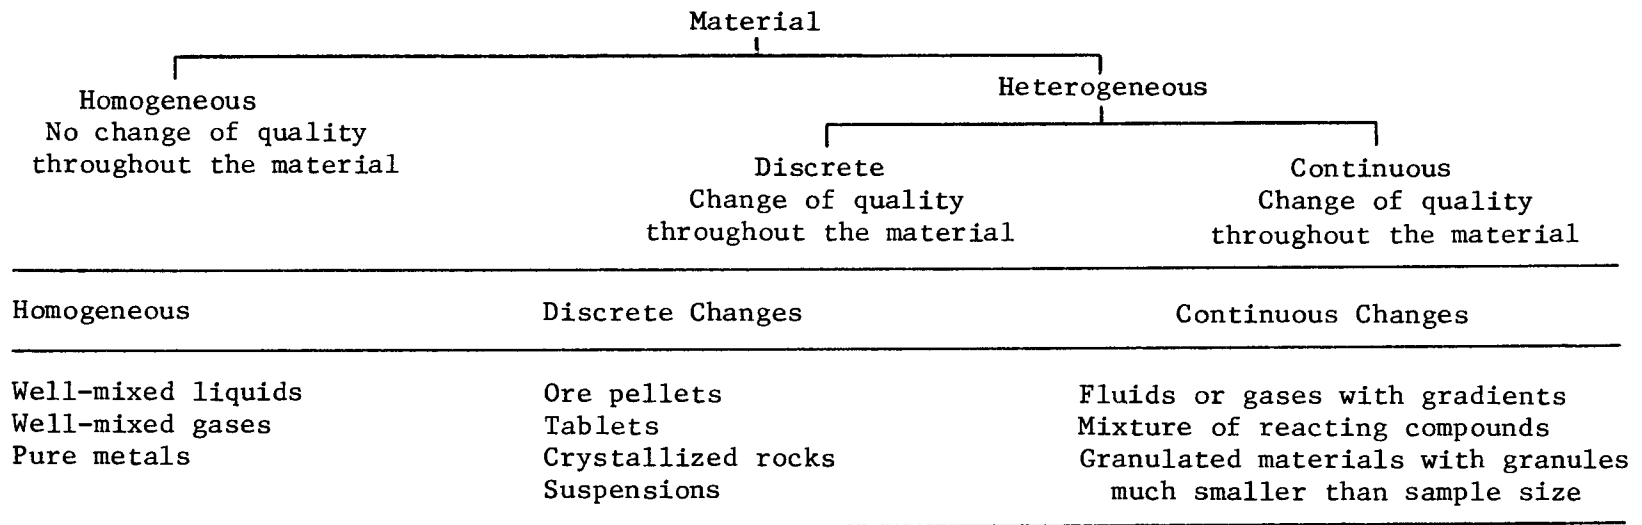 Material
Homogeneous
No change of quality
throughout the material
Heterogeneous
Discrete
Change of quality
throughout the material
Continuous
Change of quality
throughout the material
Homogeneous
Discrete Changes
Continuous Changes
Well-mixed liquids
Well-mixed gases
Pure metals
Ore pellets
Tablets
Crystallized rocks
Suspensions
Fluids or gases with gradients
Mixture of reacting compounds
Granulated materials with granules
much smaller than sample size